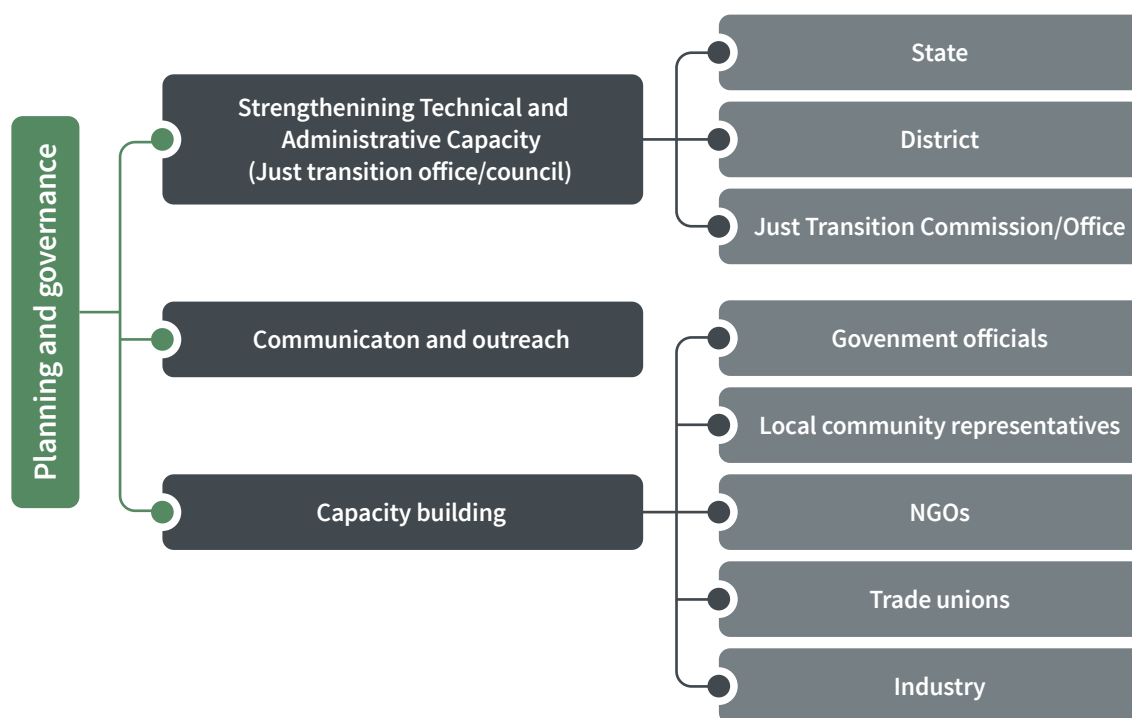 Planning and governance
Strengthenining Technical and
Administrative Capacity
(Just transition office/council)
State
District
Just Transition Commission/Office
Communicaton and outreach
Capacity building
Govenment officials
Local community representatives
NGOs
Trade unions
Industry